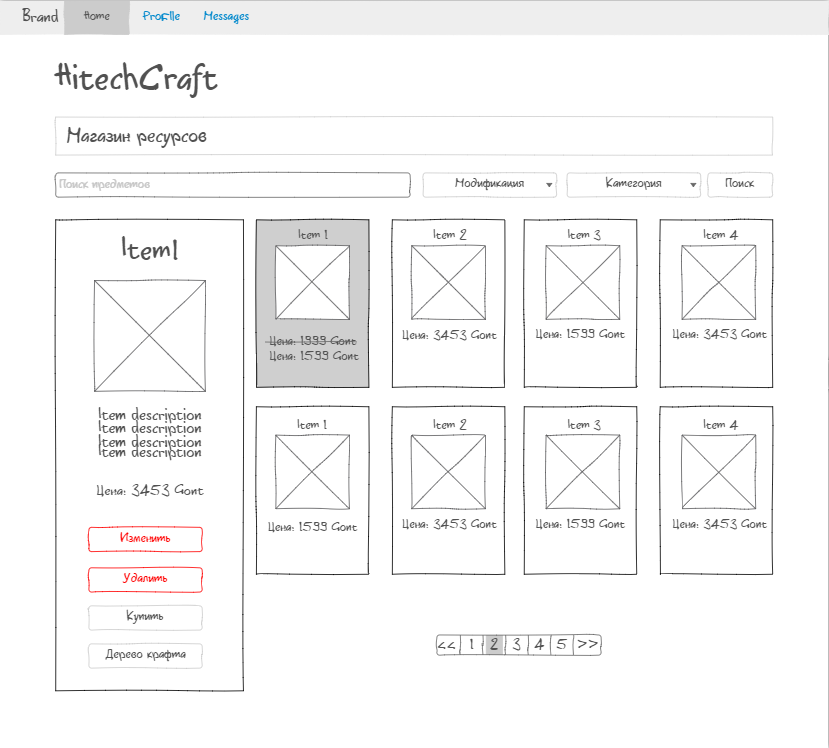 Brand Home Profile Messages
HitechCraft
Магазин ресурсов
Поиск предметов Модификация Категория Поиск
Item1
Item description
Item description
Item description
Item description
Цена: 3453 Gont
Изменить
Удалить
Купить
Дерево крафта
Item 1 Item 2 Item 3 Item 4
Цена: 1999 Gont
Цена: 1599 Gont Цена: 3453 Gont Цена: 1599 Gont Цена: 3453 Gont
Item 1 Item 2 Item 3 Item 4
Цена: 1599 Gont Цена: 3453 Gont Цена: 1599 Gont Цена: 3453 Gont
<< 1 2 3 4 5 >>